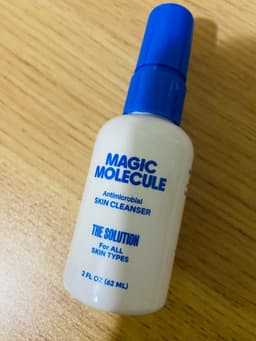 MAGIC
MOLECULE
Antimicrobial
SKIN CLEANSER
THE SOLUTION
For ALL
SKIN TYPES
2 FL OZ (62 ML)